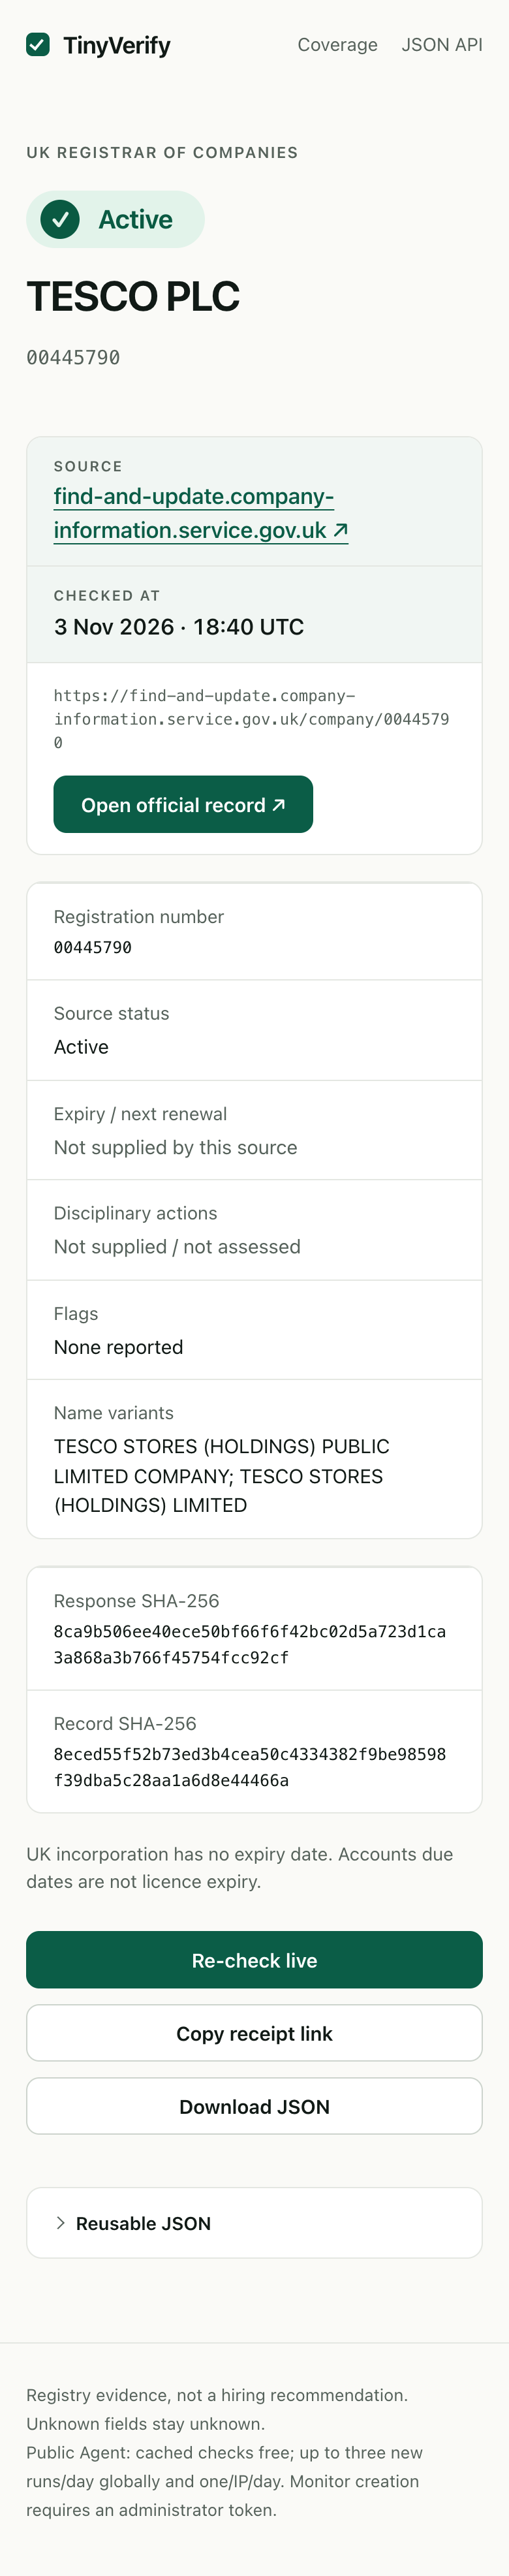 TinyVerify
Coverage
JSON API
UK REGISTRAR OF COMPANIES
Active
TESCO PLC
00445790
SOURCE
find-and-update.company-
information.service.gov.uk ↗
CHECKED AT
3 Nov 2026 · 18:40 UTC
https://find-and-update.company-
information.service.gov.uk/company/0044579
0
Open official record ↗
Registration number
00445790
Source status
Active
Expiry / next renewal
Not supplied by this source
Disciplinary actions
Not supplied / not assessed
Flags
None reported
Name variants
TESCO STORES (HOLDINGS) PUBLIC
LIMITED COMPANY; TESCO STORES
(HOLDINGS) LIMITED
Response SHA-256
8ca9b506ee40ece50bf66f6f42bc02d5a723d1ca
3a868a3b766f45754fcc92cf
Record SHA-256
8eced55f52b73ed3b4cea50c4334382f9be98598
f39dba5c28aa1a6d8e44466a
UK incorporation has no expiry date. Accounts due
dates are not licence expiry.
Re-check live
Copy receipt link
Download JSON
Reusable JSON
Registry evidence, not a hiring recommendation.
Unknown fields stay unknown.
Public Agent: cached checks free; up to three new
runs/day globally and one/IP/day. Monitor creation
requires an administrator token.